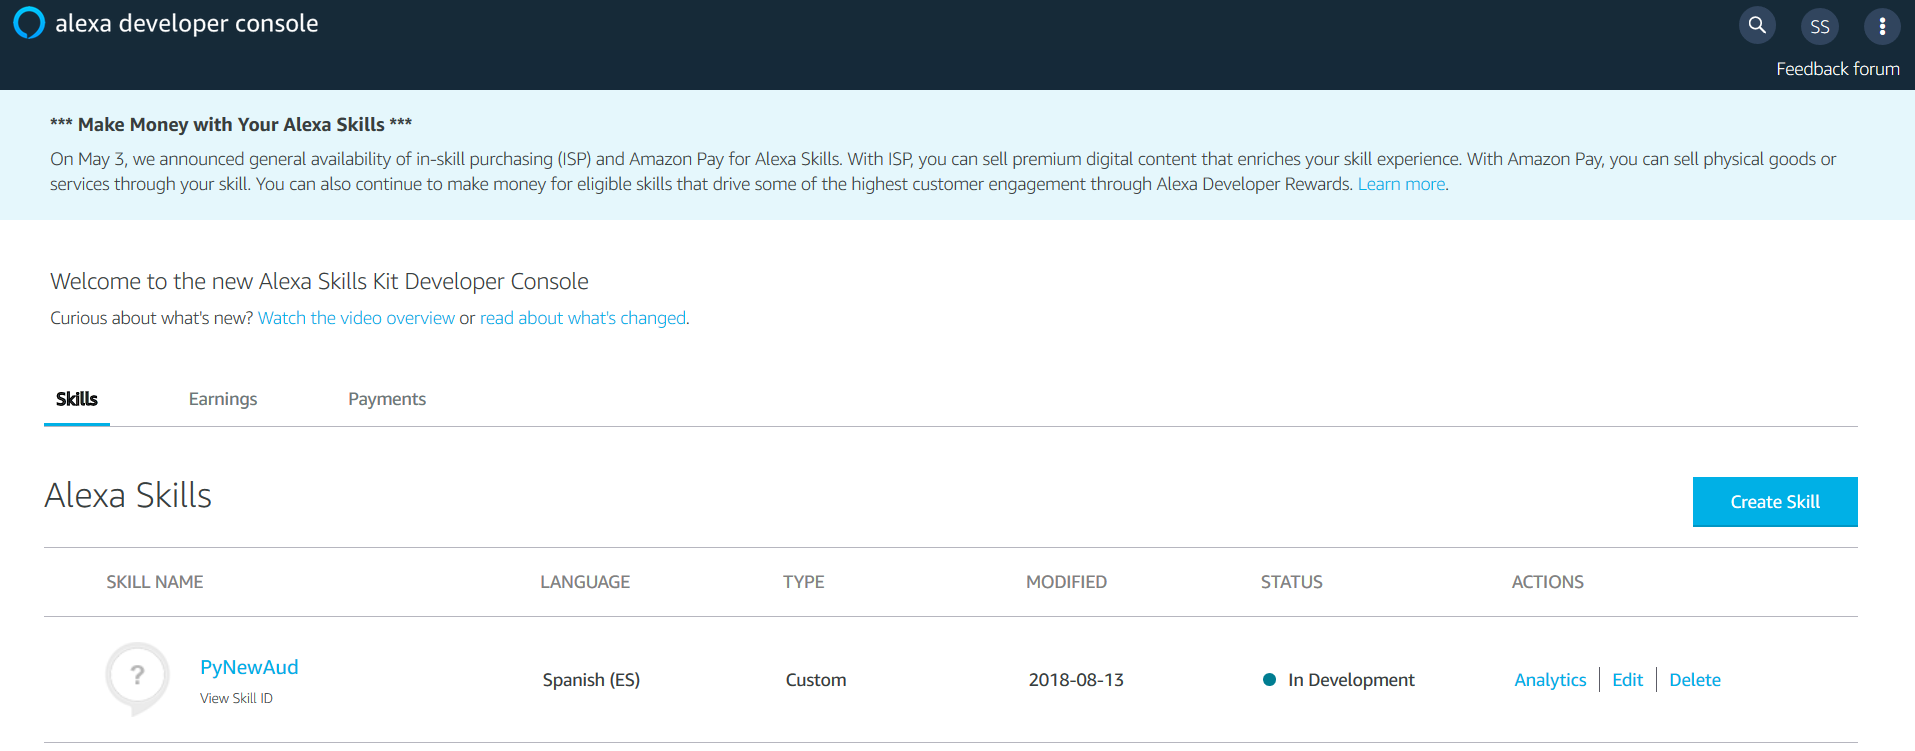 alexa developer console
SS
Feedback forum
*** Make Money with Your Alexa Skills ***
On May 3, we announced general availability of in-skill purchasing (ISP) and Amazon Pay for Alexa Skills. With ISP, you can sell premium digital content that enriches your skill experience. With Amazon Pay, you can sell physical goods or
services through your skill. You can also continue to make money for eligible skills that drive some of the highest customer engagement through Alexa Developer Rewards. Learn more.
Welcome to the new Alexa Skills Kit Developer Console
Curious about what's new? Watch the video overview or read about what's changed.
Skills Earnings Payments
Alexa Skills
Create Skill
SKILL NAME LANGUAGE TYPE MODIFIED STATUS ACTIONS
?
PyNewAud
View Skill ID
Spanish (ES) Custom 2018-08-13 In Development Analytics Edit Delete